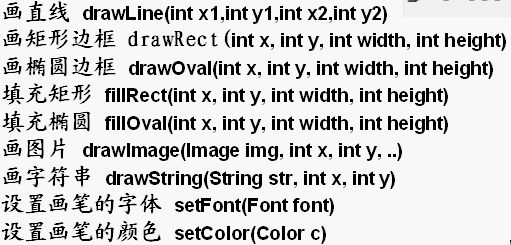 画直线 drawLine(int x1,int y1,int x2,int y2)
画矩形边框 drawRect(int x, int y, int width, int height)
画椭圆边框 drawOval(int x, int y, int width, int height)
填充矩形 fillRect(int x, int y, int width, int height)
填充椭圆 fillOval(int x, int y, int width, int height)
画图片 drawImage(Image img, int x, int y, ..)
画字符串 drawString(String str, int x, int y)
设置画笔的字体 setFont(Font font)
设置画笔的颜色 setColor(Color c)